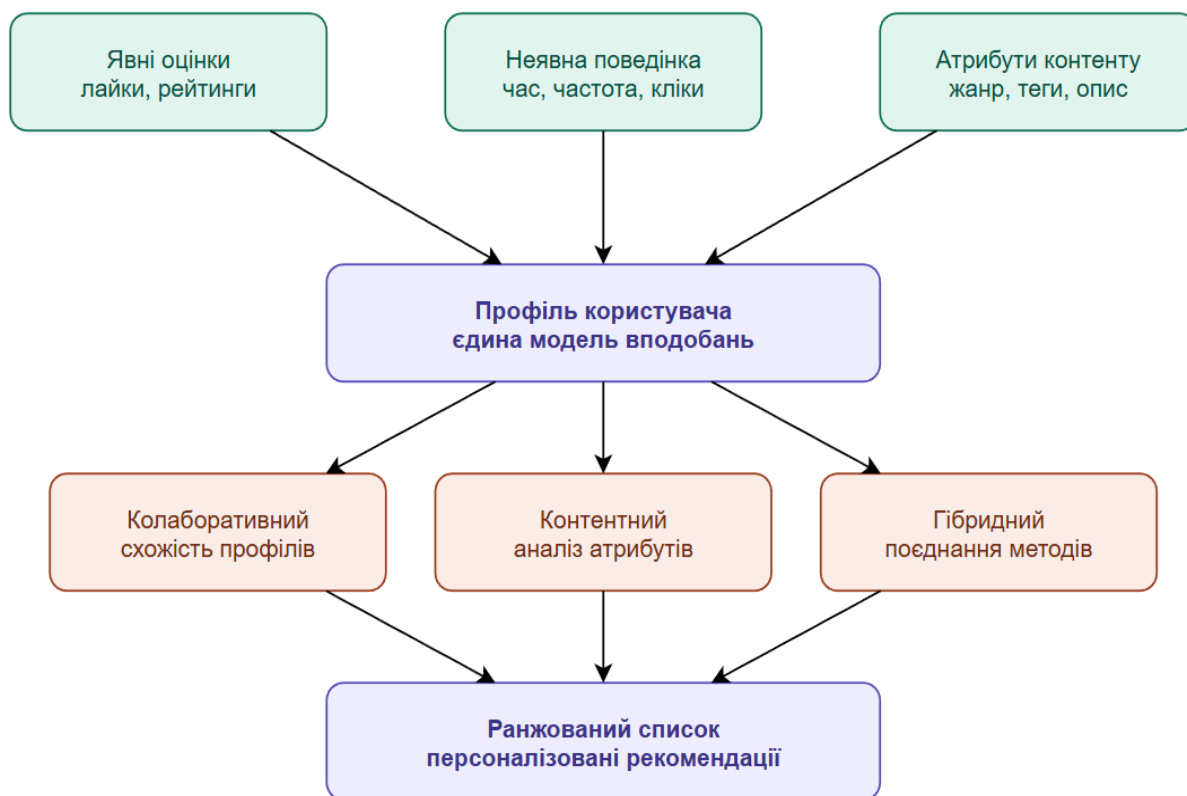 Явні оцінки
лайки, рейтинги
Неявна поведінка
час, частота, кліки
Атрибути контенту
жанр, теги, опис
Профіль користувача
єдина модель вподобань
Колаборативний
схожість профілів
Контентний
аналіз атрибутів
Гібридний
поєднання методів
Ранжований список
персоналізовані рекомендації